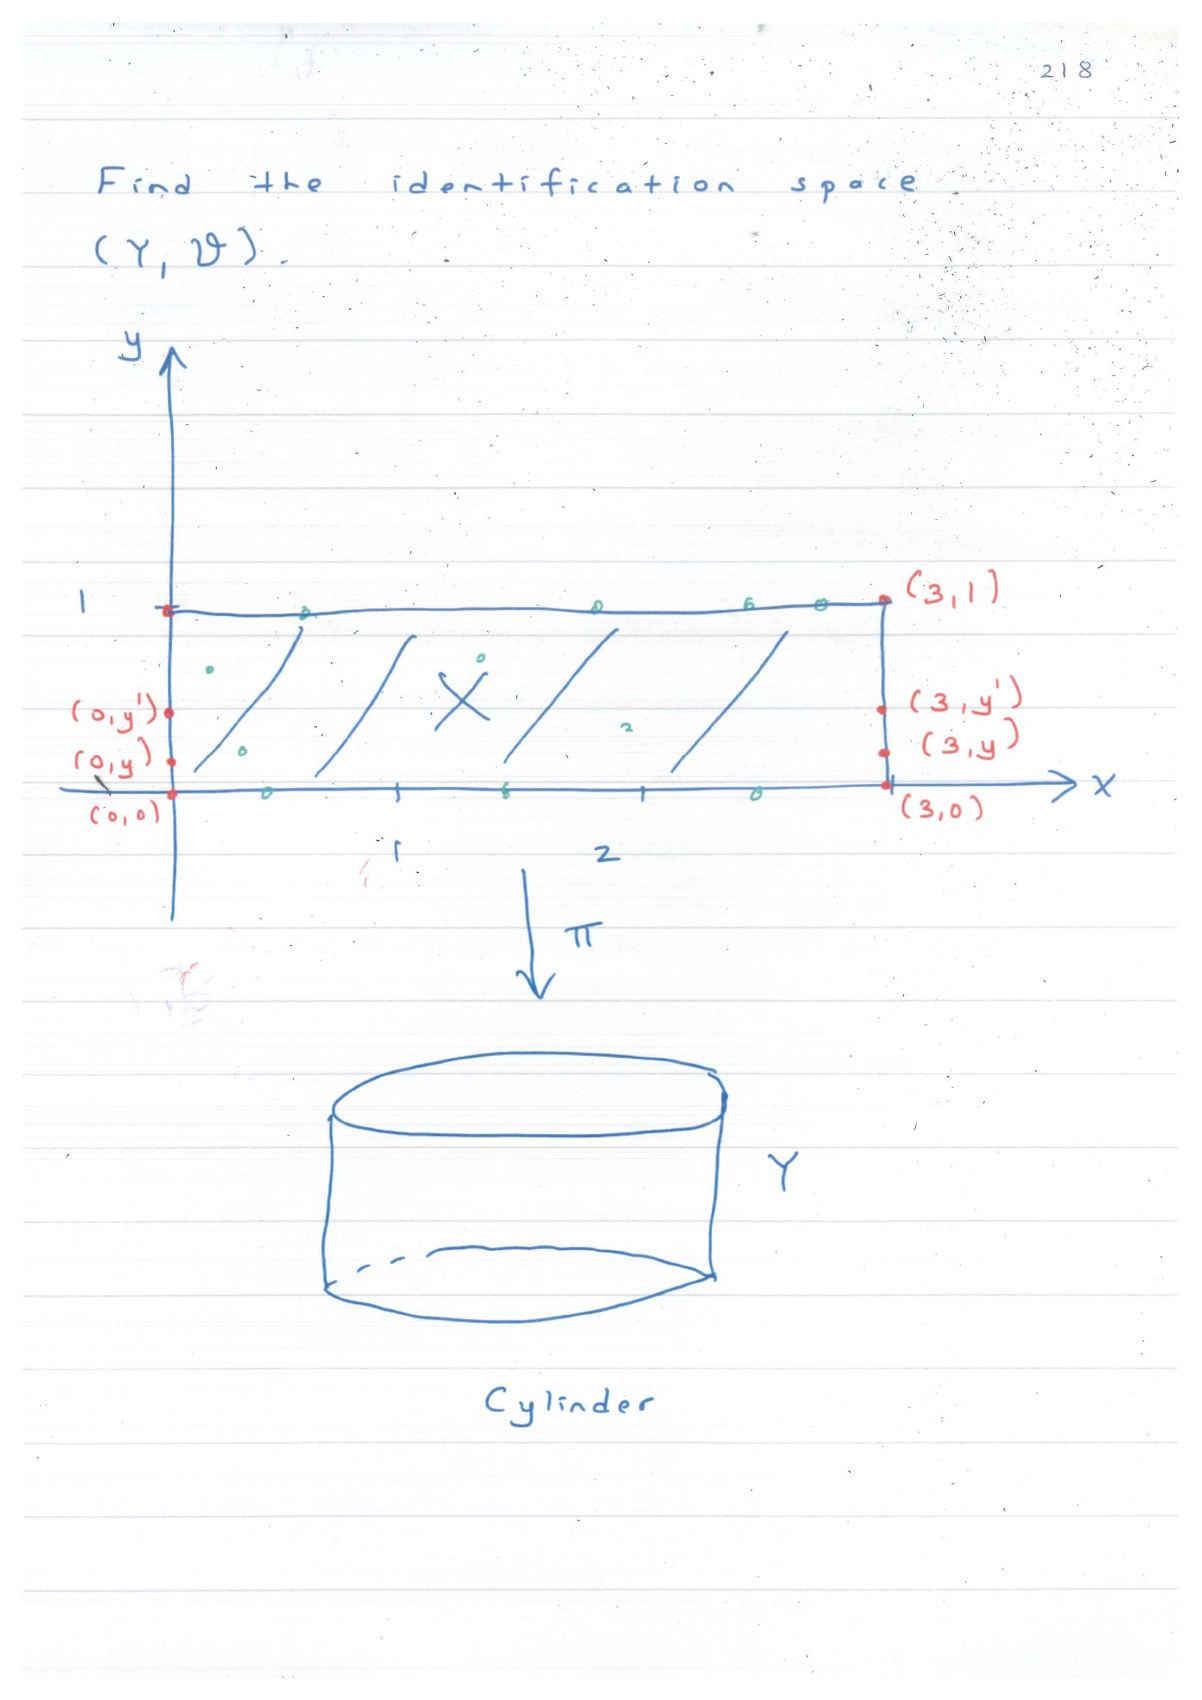 218
Find the identification space
(Y, ϑ).
y
1
(3,1)
X
(0,y')
(3,y')
(0,y)
(3,y)
x
(0,0)
(3,0)
1
2
π
Y
Cylinder